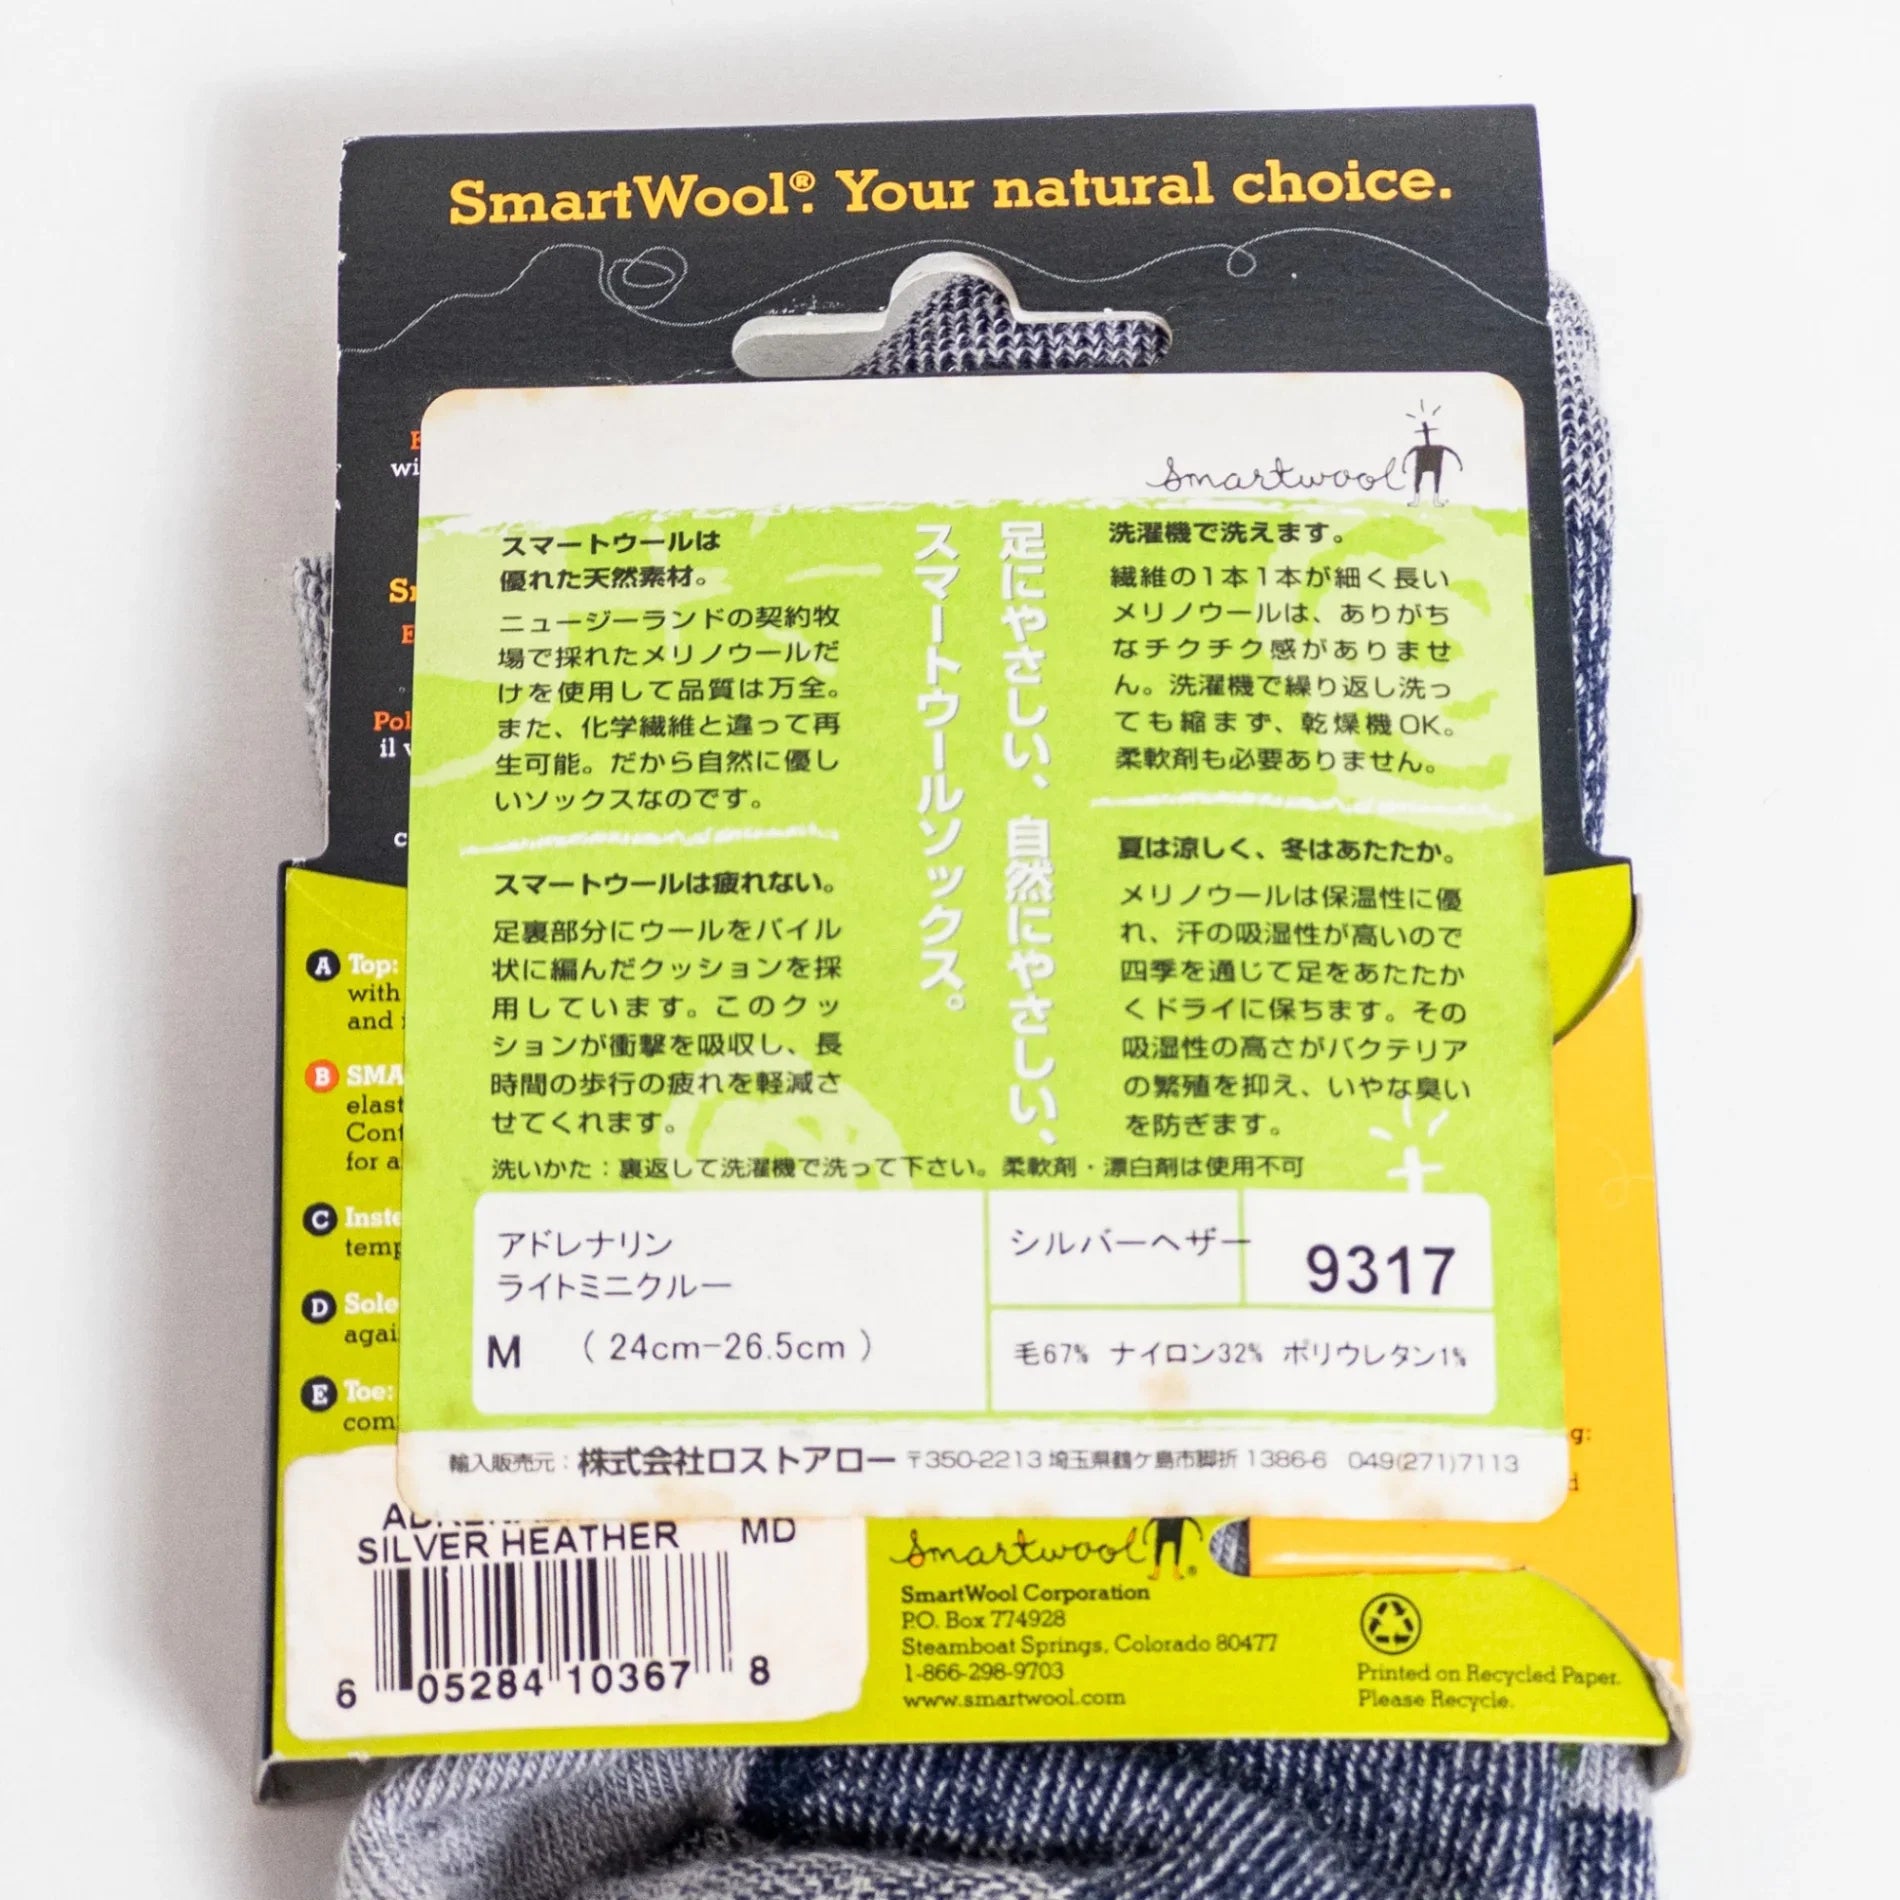 SmartWool®. Your natural choice.
smartwool
スマートウールは
優れた天然素材。
ニュージーランドの契約牧
場で採れたメリノウールだ
けを使用して品質は万全。
また、化学繊維と違って再
生可能。だから自然に優し
いソックスなのです。
スマートウールは疲れない。
足裏部分にウールをパイル
状に編んだクッションを採
用しています。このクッ
ションが衝撃を吸収し、長
時間の歩行の疲れを軽減さ
せてくれます。
足にやさしい、自然にやさしい、
スマートウールソックス。
洗濯機で洗えます。
繊維の1本1本が細く長い
メリノウールは、ありがち
なチクチク感がありませ
ん。洗濯機で繰り返し洗っ
ても縮まず、乾燥機OK。
柔軟剤も必要ありません。
夏は涼しく、冬はあたたか。
メリノウールは保温性に優
れ、汗の吸湿性が高いので
四季を通じて足をあたたか
くドライに保ちます。その
吸湿性の高さがバクテリア
の繁殖を抑え、いやな臭い
を防ぎます。
洗いかた：裏返して洗濯機で洗って下さい。柔軟剤・漂白剤は使用不可
アドレナリン
ライトミニクルー
M （24cm-26.5cm）
シルバーヘザー
9317
毛67% ナイロン32% ポリウレタン1%
輸入販売元：株式会社ロストアロー 〒350-2213 埼玉県鶴ケ島市脚折 1386-6 049(271)7113
A Top:
with
and
B
elast
for a
C
D Sole
E Toe:
SILVER HEATHER MD
6 05284 10367 8
smartwool®
SmartWool Corporation
P.O. Box 774928
Steamboat Springs, Colorado 80477
1-866-298-9703
www.smartwool.com
Printed on Recycled Paper.
Please Recycle.